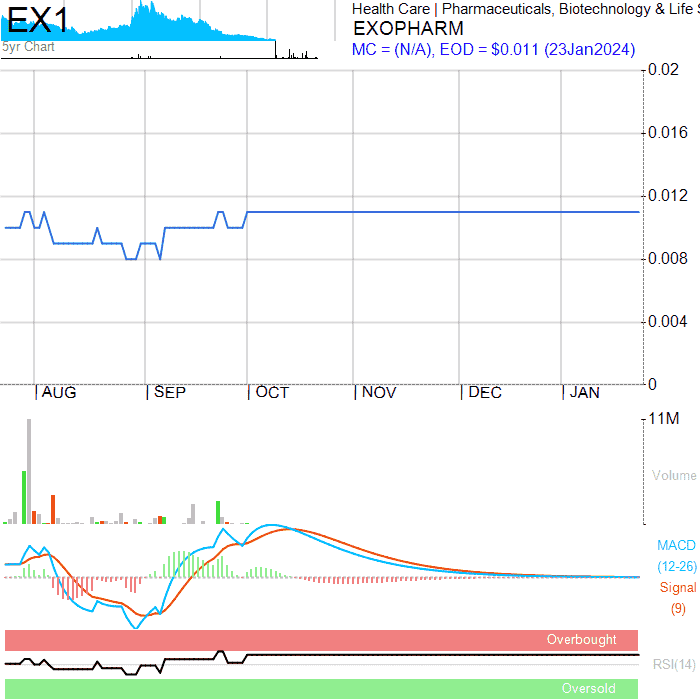 EX1
5yr Chart
Health Care | Pharmaceuticals, Biotechnology & Life S
EXOPHARM
MC = (N/A), EOD = $0.011 (23Jan2024)
0.02
0.016
0.012
0.008
0.004
0
AUG SEP OCT NOV DEC JAN
11M
Volume
MACD
(12-26)
Signal
(9)
Overbought
RSI(14)
Oversold